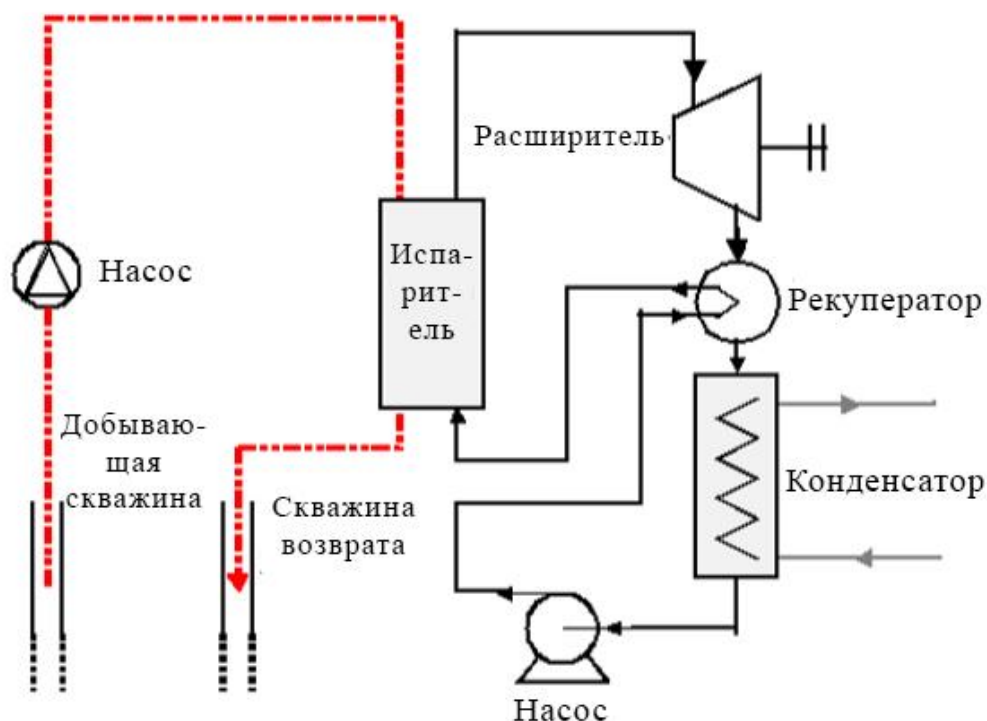 Расширитель
Испа-
рит-
ель
Насос
Рекуператор
Добываю-
щая
скважина
Скважина
возврата
Конденсатор
Насос